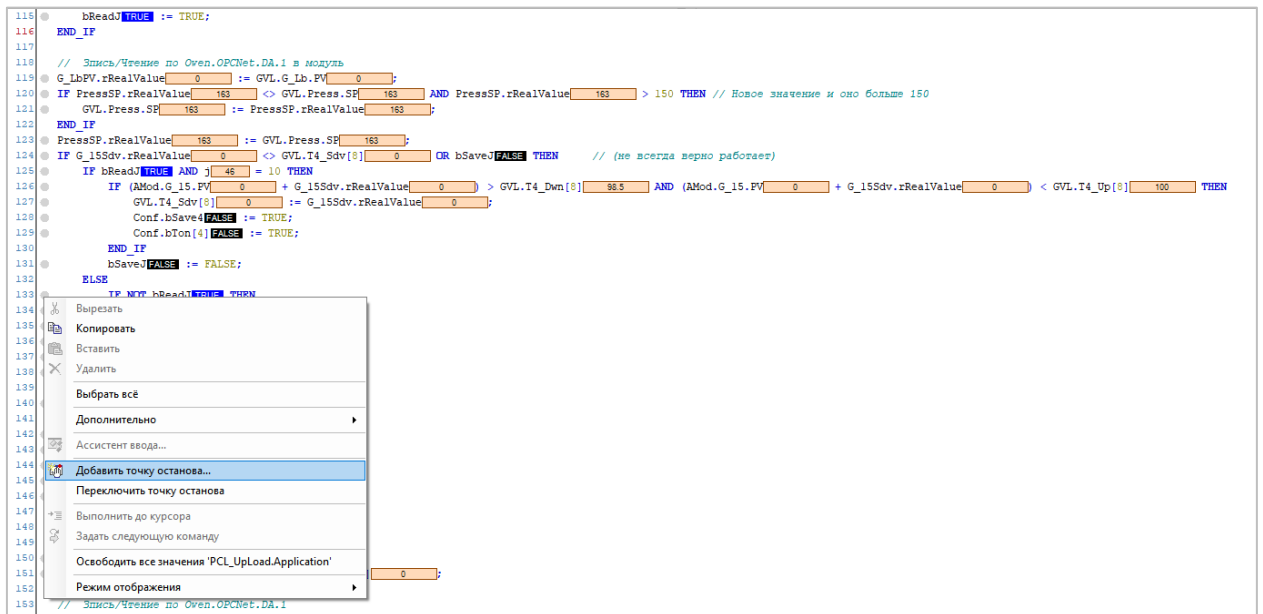 115 bReadJ TRUE := TRUE;
116 END_IF
117
118 // Зпись/Чтение по Owen.OPCNet.DA.1 в модуль
119 G_LbPV.rRealValue 0 := GVL.G_Lb.PV 0 ;
120 IF PressSP.rRealValue 163 <> GVL.Press.SP 163 AND PressSP.rRealValue 163 > 150 THEN // Новое значение и оно больше 150
121 GVL.Press.SP 163 := PressSP.rRealValue 163 ;
122 END_IF
123 PressSP.rRealValue 163 := GVL.Press.SP 163 ;
124 IF G_15Sdv.rRealValue 0 <> GVL.T4_Sdv[8] 0 OR bSaveJ FALSE THEN // (не всегда верно работает)
125 IF bReadJ TRUE AND j 46 = 10 THEN
126 IF (AMod.G_15.PV 0 + G_15Sdv.rRealValue 0 ) > GVL.T4_Dwn[8] 98.5 AND (AMod.G_15.PV 0 + G_15Sdv.rRealValue 0 ) < GVL.T4_Up[8] 100 THEN
127 GVL.T4_Sdv[8] 0 := G_15Sdv.rRealValue 0 ;
128 Conf.bSave4 FALSE := TRUE;
129 Conf.bTon[4] FALSE := TRUE;
130 END_IF
131 bSaveJ FALSE := FALSE;
132 ELSE
133 IF NOT bReadJ TRUE THEN
134 Вырезать
135 Копировать
136 Вставить
137
138 Удалить
139 Выбрать всё
140
141 Дополнительно
142
143 Ассистент ввода...
144 Добавить точку останова...
145
146 Переключить точку останова
147 Выполнить до курсора
148
149 Задать следующую команду
150 Освободить все значения 'PCL_UpLoad.Application'
151 0 ;
152 Режим отображения
153 // Зпись/Чтение по Owen.OPCNet.DA.1